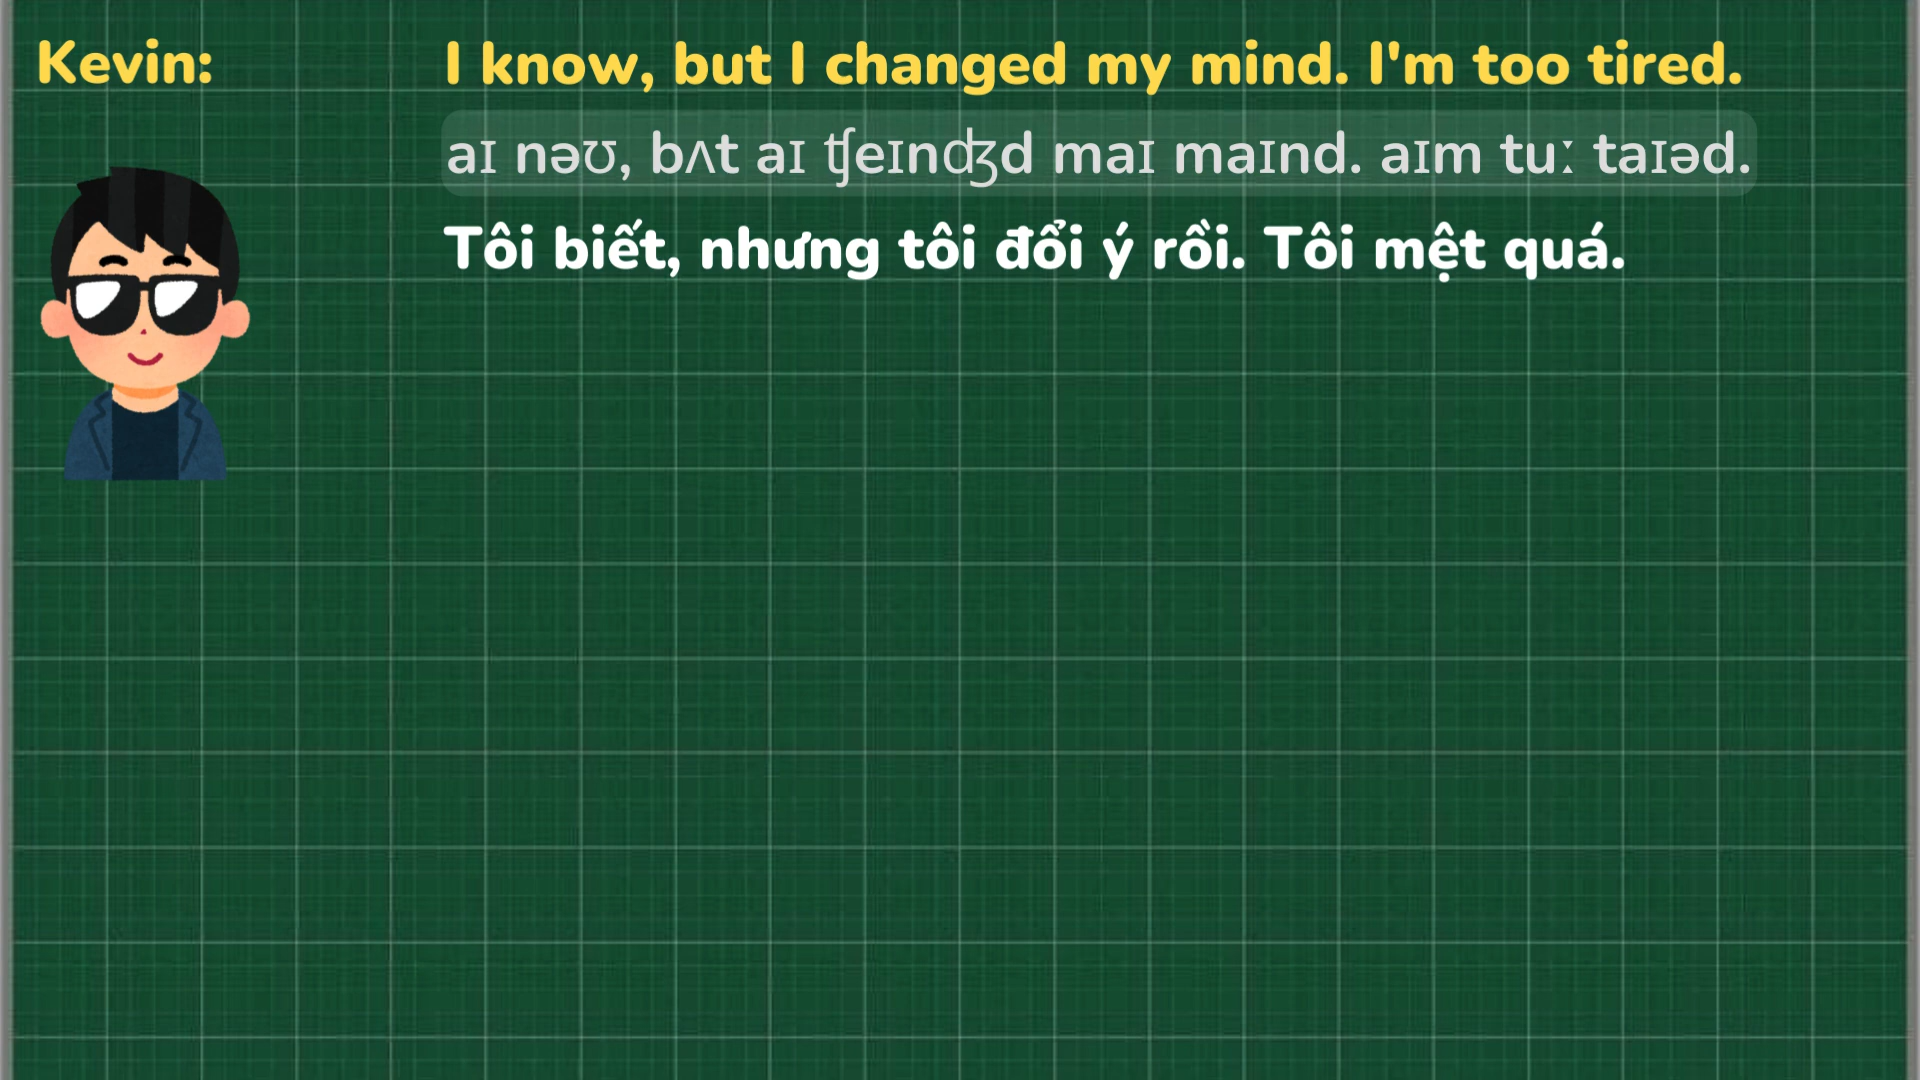 Kevin: I know, but I changed my mind. I'm too tired.
aɪ nəʊ, bʌt aɪ ʧeɪnʤd maɪ maɪnd. aɪm tuː taɪəd.
Tôi biết, nhưng tôi đổi ý rồi. Tôi mệt quá.